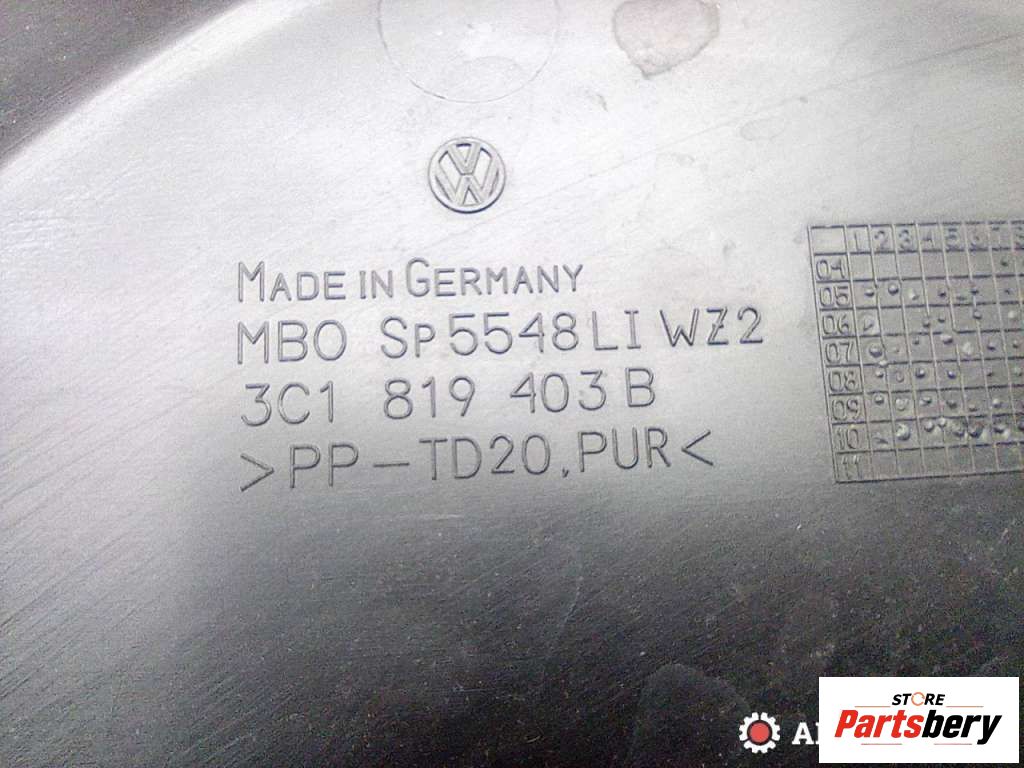 MADE IN GERMANY
MBO SP 5548 LI WZ2
3C1 819 403 B
>PP-TD20,PUR<
1 2 3 4 5 6 7 8
04
05
06
07
08
09
10
11
STORE
Partsbery